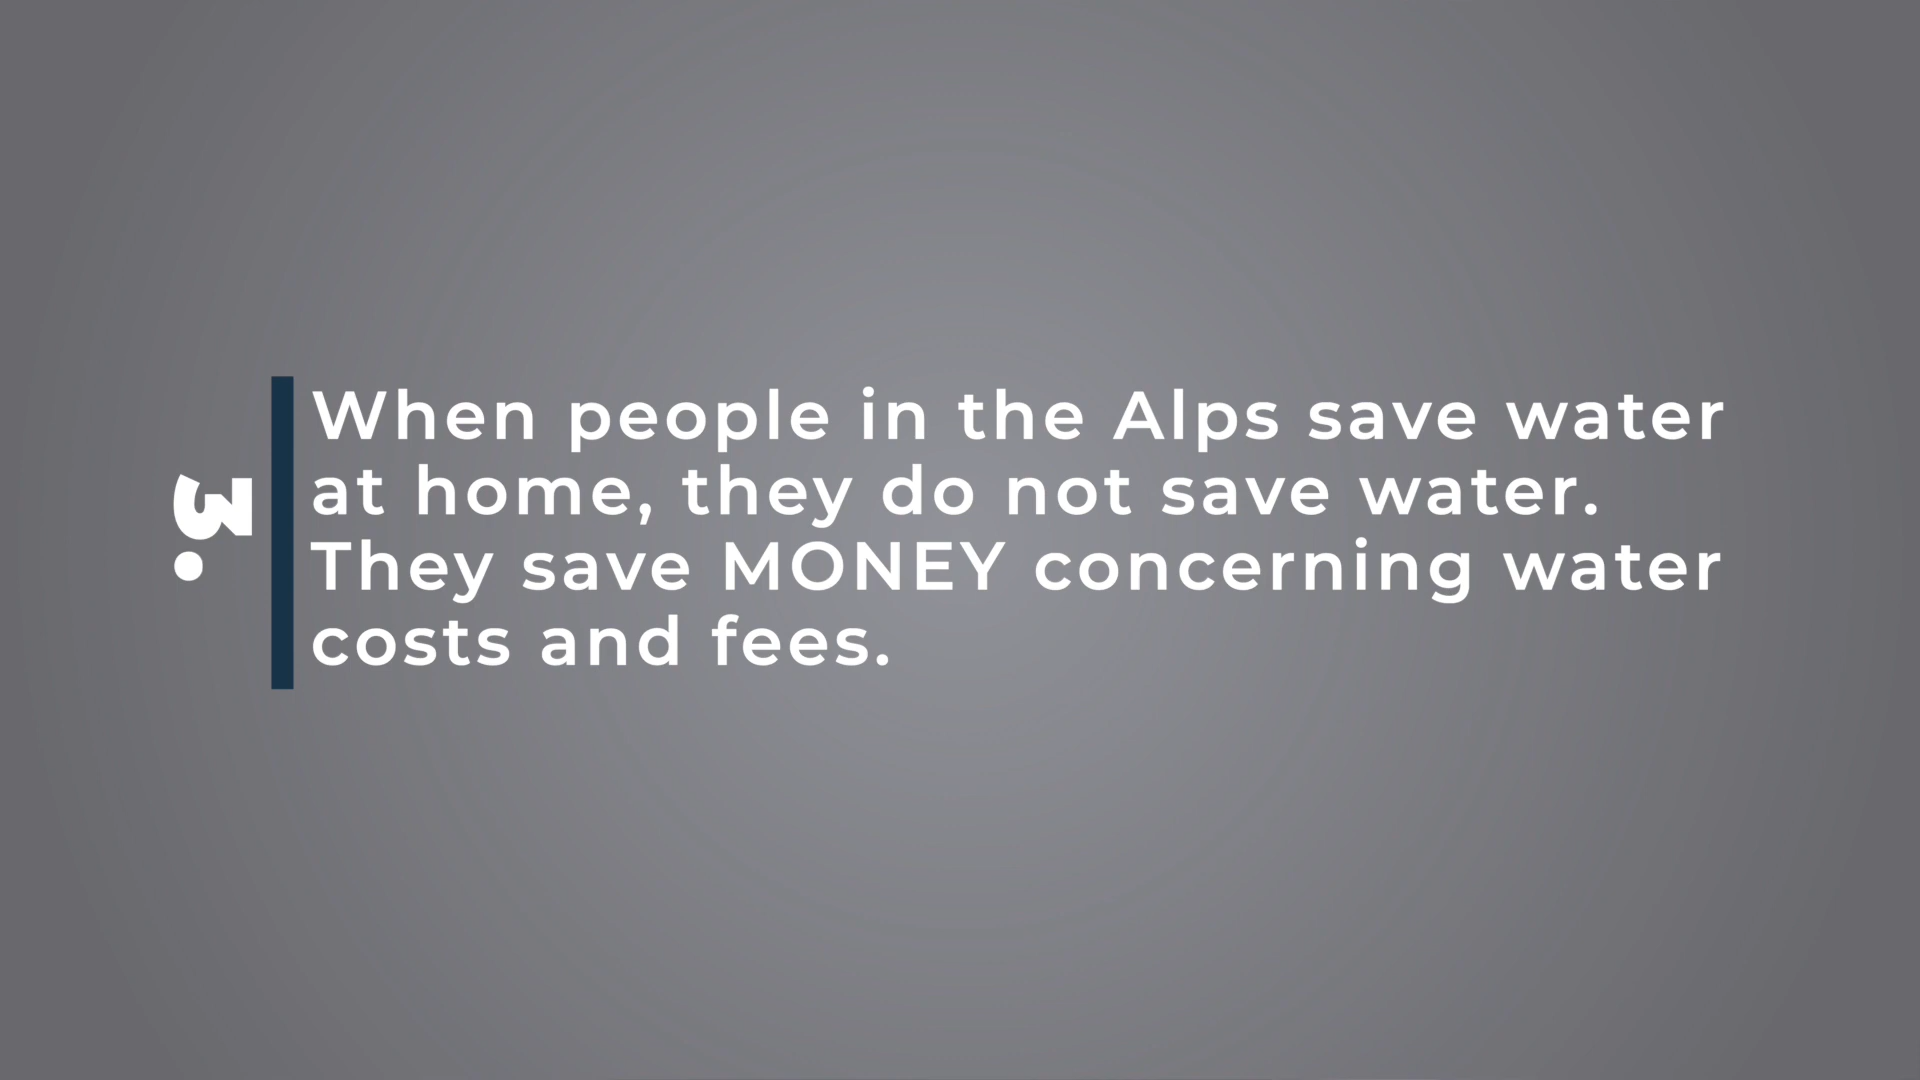 3.
When people in the Alps save water
at home, they do not save water.
They save MONEY concerning water
costs and fees.